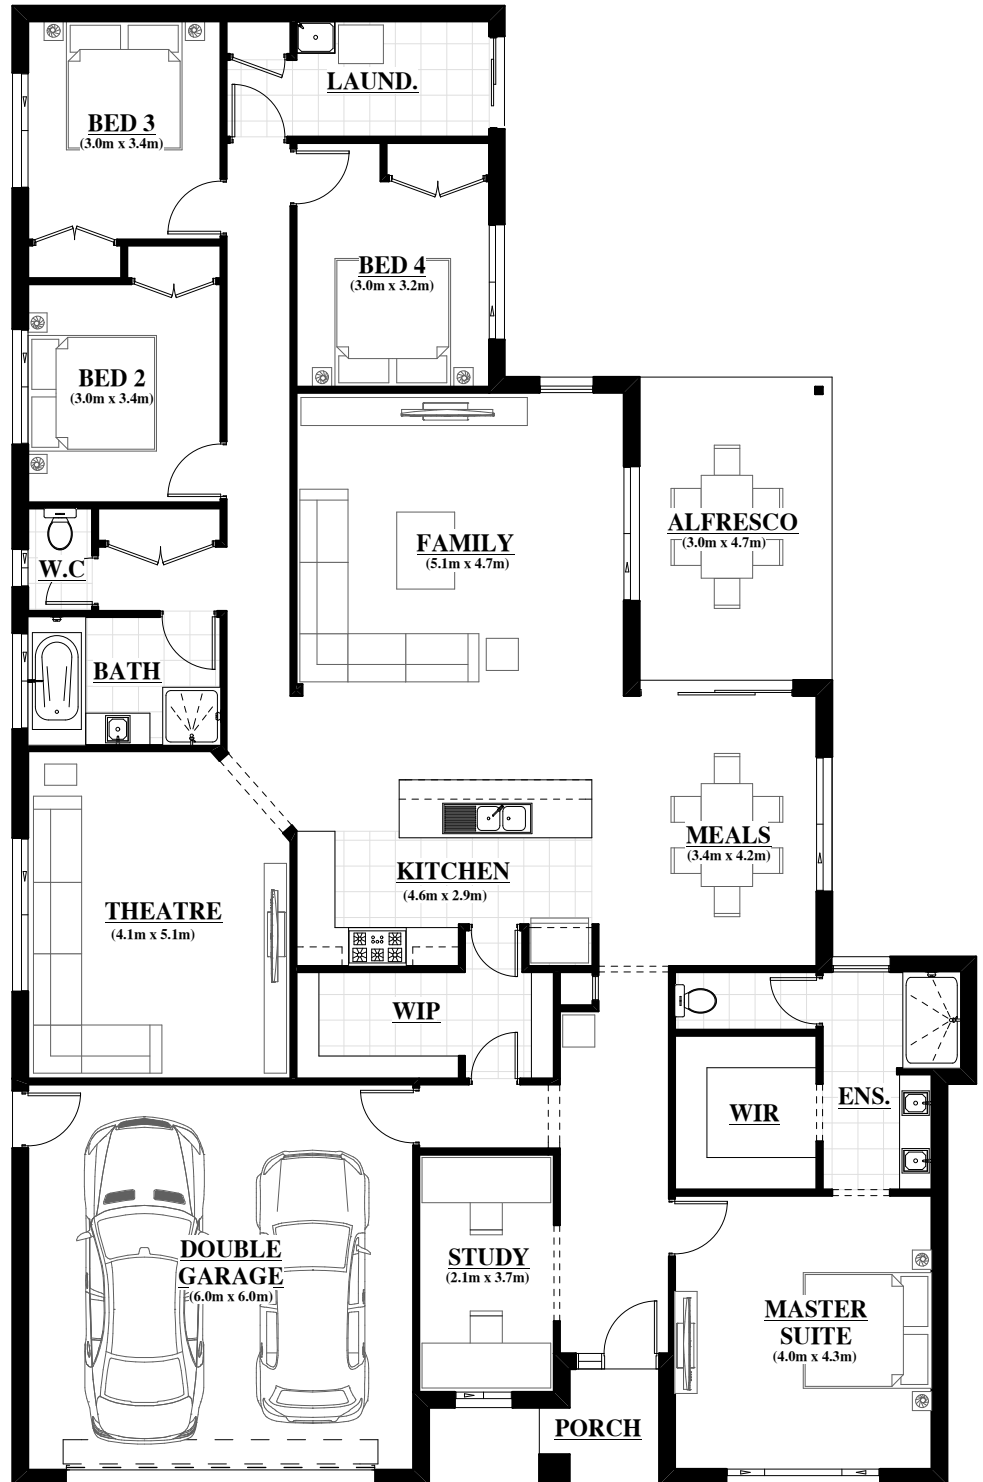 LAUND.
BED 3
(3.0m x 3.4m)
BED 4
(3.0m x 3.2m)
BED 2
(3.0m x 3.4m)
ALFRESCO
(3.0m x 4.7m)
FAMILY
(5.1m x 4.7m)
W.C
BATH
MEALS
(3.4m x 4.2m)
KITCHEN
(4.6m x 2.9m)
THEATRE
(4.1m x 5.1m)
WIP
ENS.
WIR
DOUBLE
GARAGE
(6.0m x 6.0m)
STUDY
(2.1m x 3.7m)
MASTER
SUITE
(4.0m x 4.3m)
PORCH